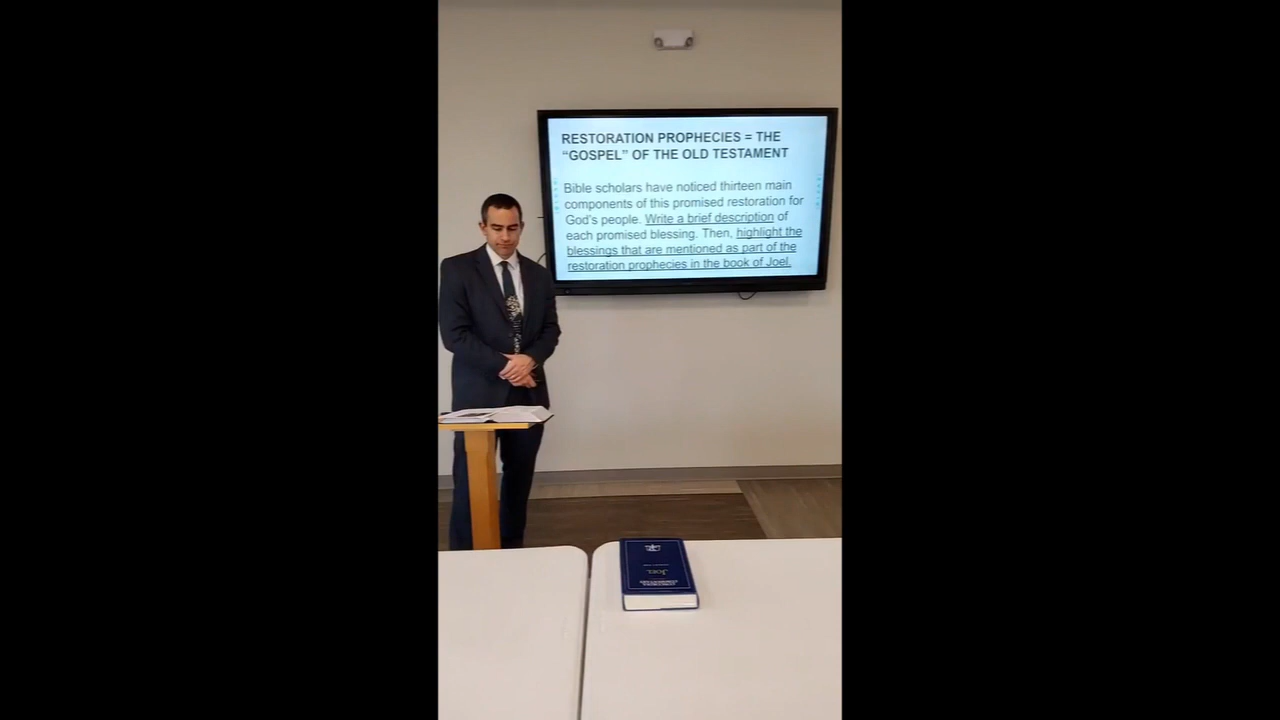 RESTORATION PROPHECIES = THE
“GOSPEL” OF THE OLD TESTAMENT
Bible scholars have noticed thirteen main
components of this promised restoration for
God’s people. Write a brief description of
each promised blessing. Then, highlight the
blessings that are mentioned as part of the
restoration prophecies in the book of Joel.
JOEL